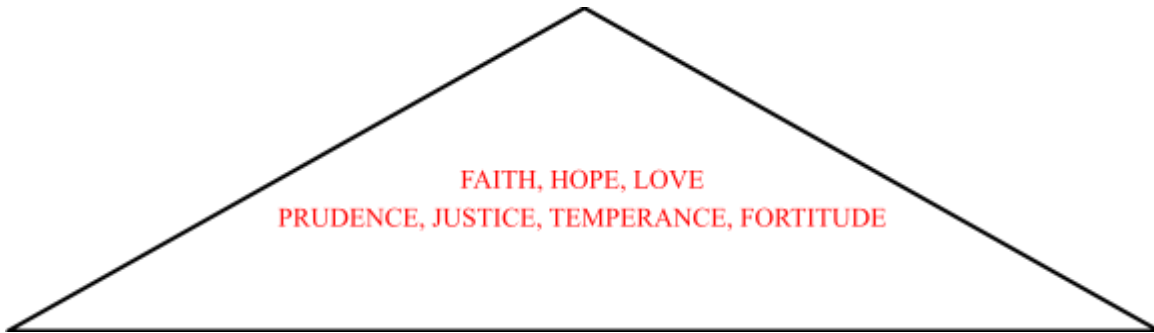 FAITH, HOPE, LOVE
PRUDENCE, JUSTICE, TEMPERANCE, FORTITUDE